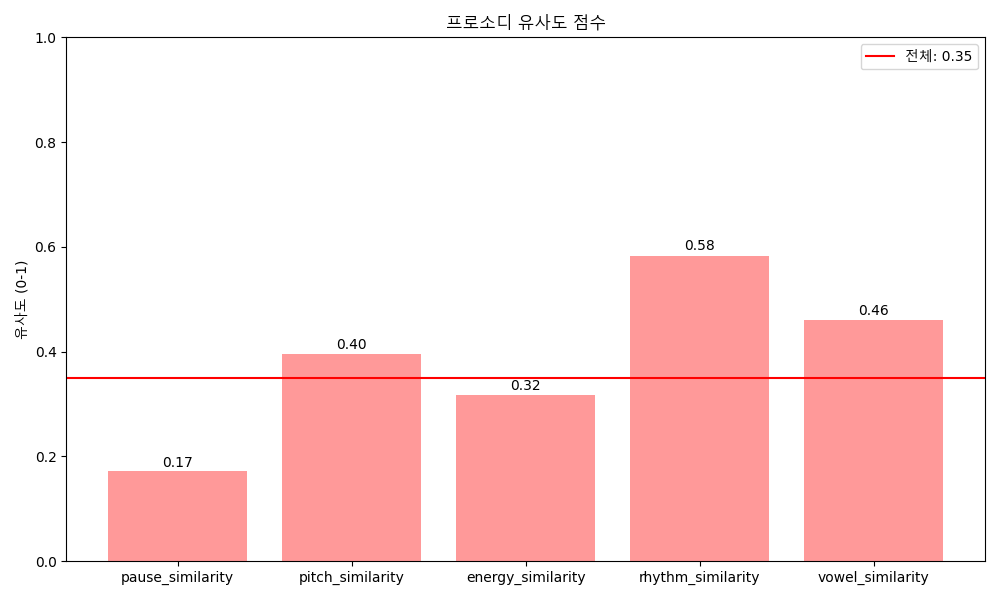 프로소디 유사도 점수
전체: 0.35
유사도 (0-1)
1.0
0.8
0.6
0.4
0.2
0.0
0.17
0.40
0.32
0.58
0.46
pause_similarity
pitch_similarity
energy_similarity
rhythm_similarity
vowel_similarity